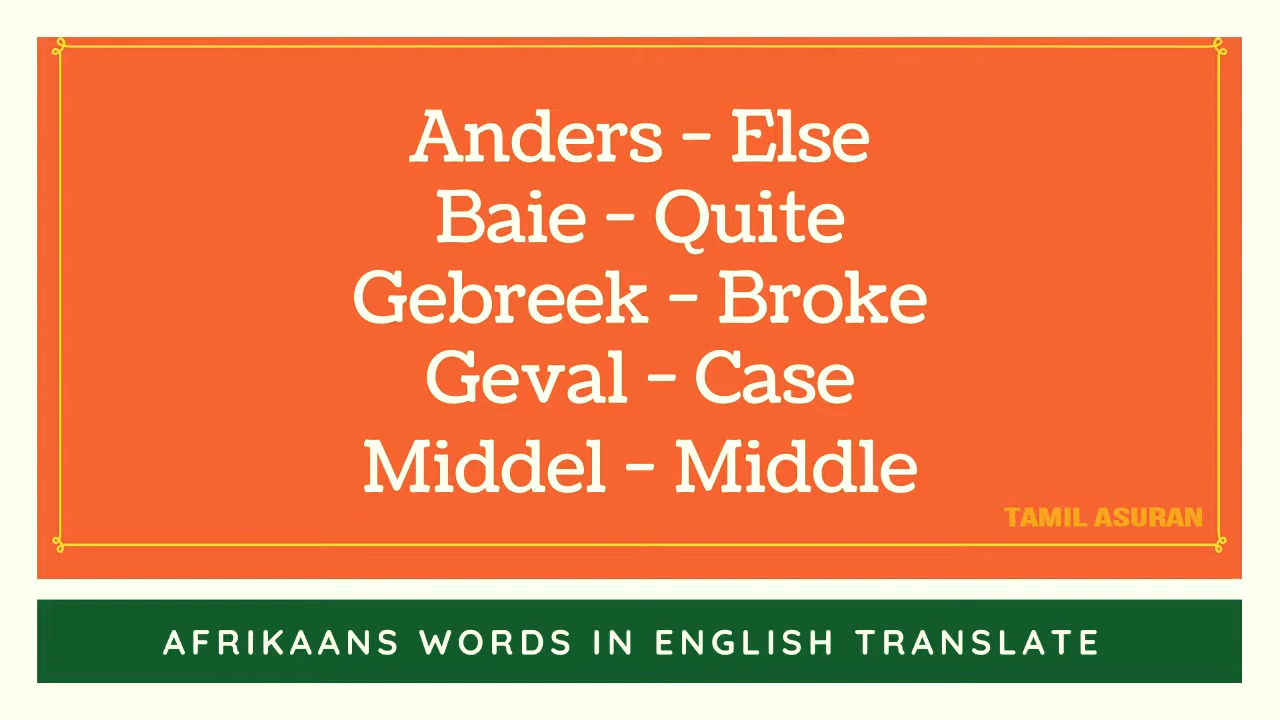 Anders - Else
Baie - Quite
Gebreek - Broke
Geval - Case
Middel - Middle
TAMIL ASURAN
AFRIKAANS WORDS IN ENGLISH TRANSLATE